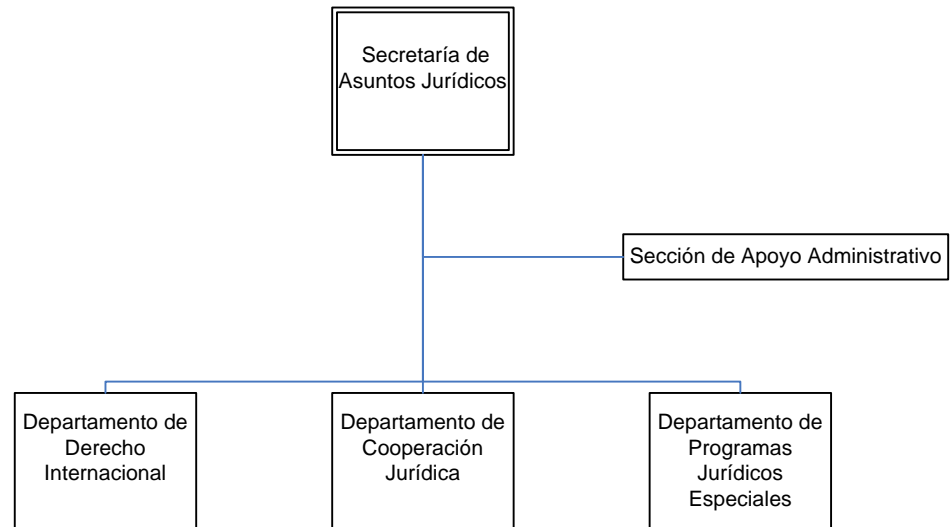 Secretaría de
Asuntos Jurídicos
Sección de Apoyo Administrativo
Departamento de
Derecho
Internacional
Departamento de
Cooperación
Jurídica
Departamento de
Programas
Jurídicos
Especiales